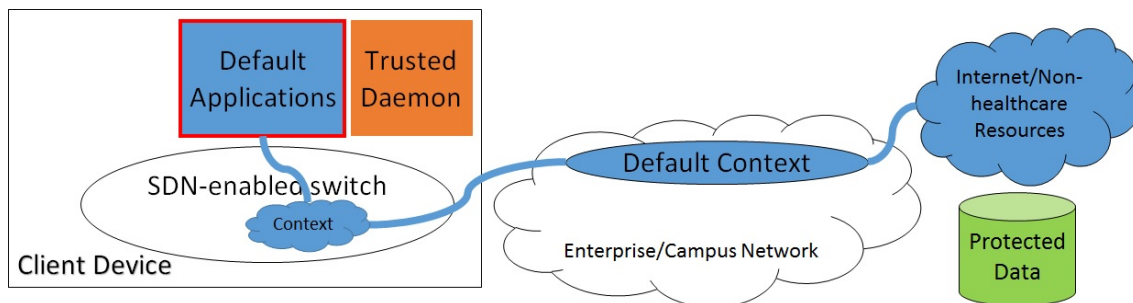 Default
Applications
Trusted
Daemon
SDN-enabled switch
Context
Client Device
Default Context
Enterprise/Campus Network
Internet/Non-
healthcare
Resources
Protected
Data